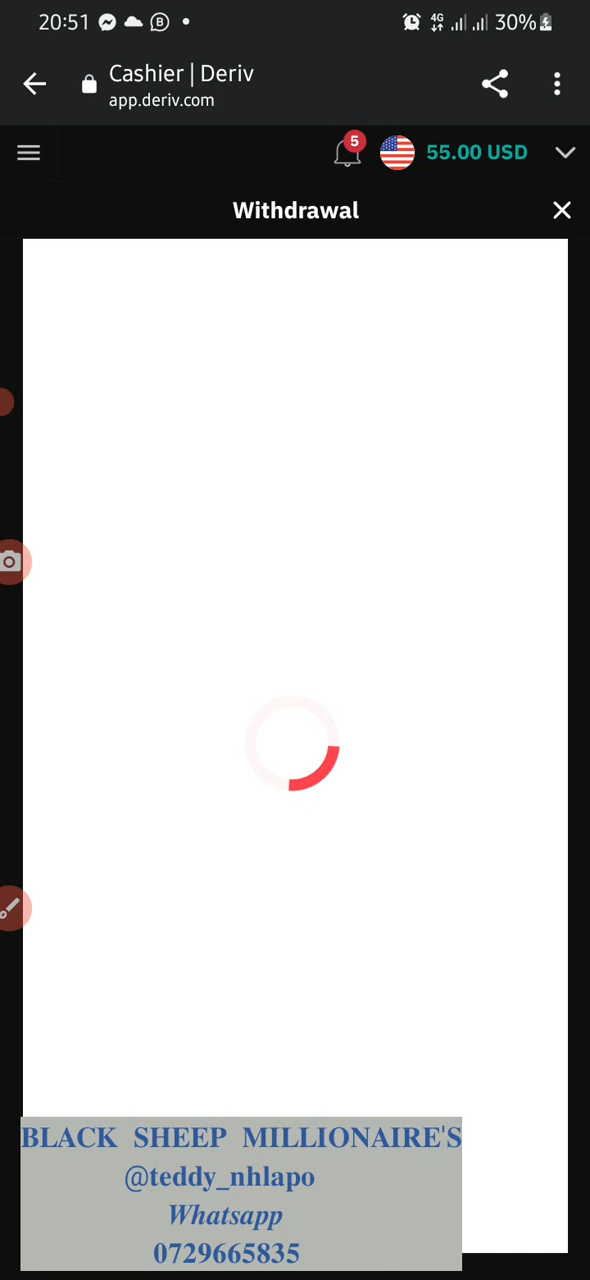 20:51 30%
Cashier | Deriv
app.deriv.com
5 55.00 USD
Withdrawal
BLACK SHEEP MILLIONAIRE'S
@teddy_nhlapo
Whatsapp
0729665835